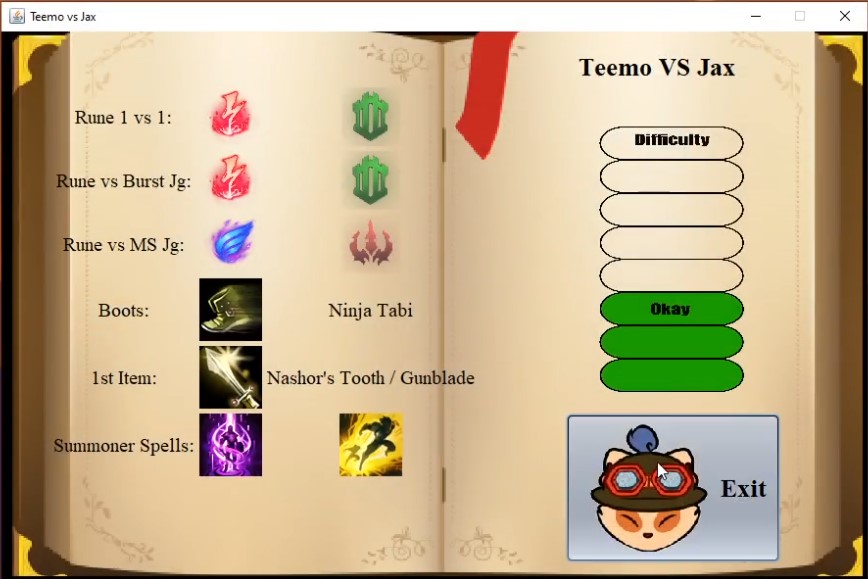 Teemo vs Jax
Teemo VS Jax
Rune 1 vs 1:
Rune vs Burst Jg:
Rune vs MS Jg:
Boots:
Ninja Tabi
1st Item:
Nashor's Tooth / Gunblade
Summoner Spells:
Difficulty
Okay
Exit